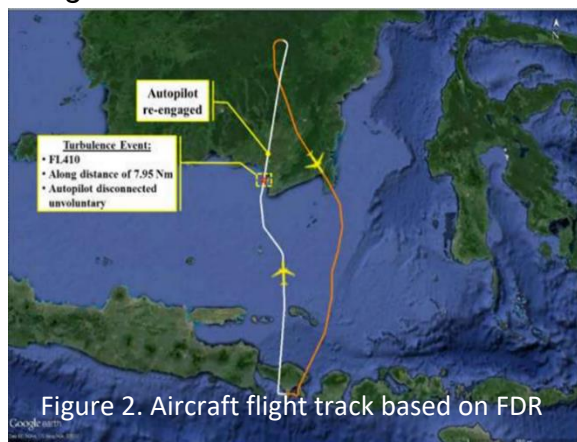 Autopilot
re-engaged
Turbulence Event:
• FL410
• Along distance of 7.95 Nm
• Autopilot disconnected
unvoluntary
N
Figure 2. Aircraft flight track based on FDR
Google earth